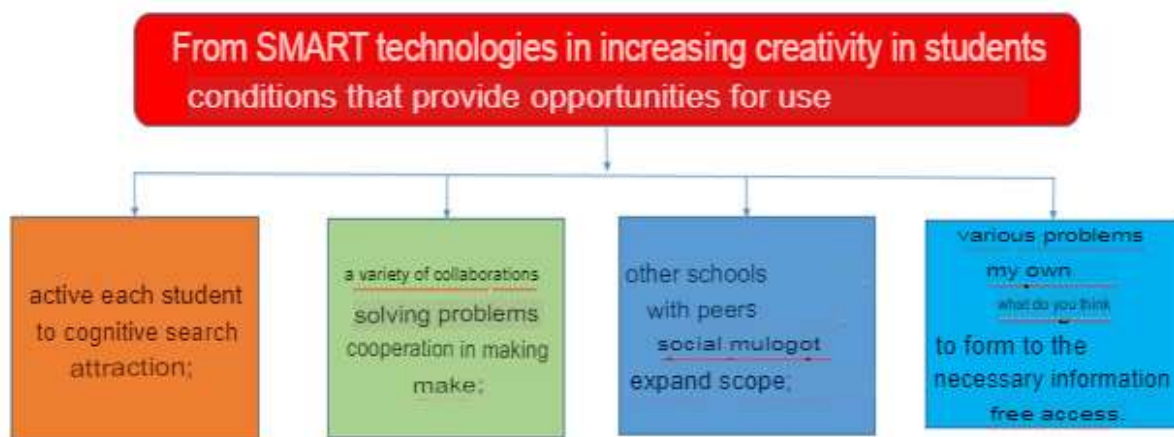 From SMART technologies in increasing creativity in students
conditions that provide opportunities for use
active each student
to cognitive search
attraction;
a variety of collaborations
solving problems
cooperation in making
make;
other schools
with peers
social mulogot
expand scope;
various problems
my own
what do you think
to form to the
necessary information
free access.